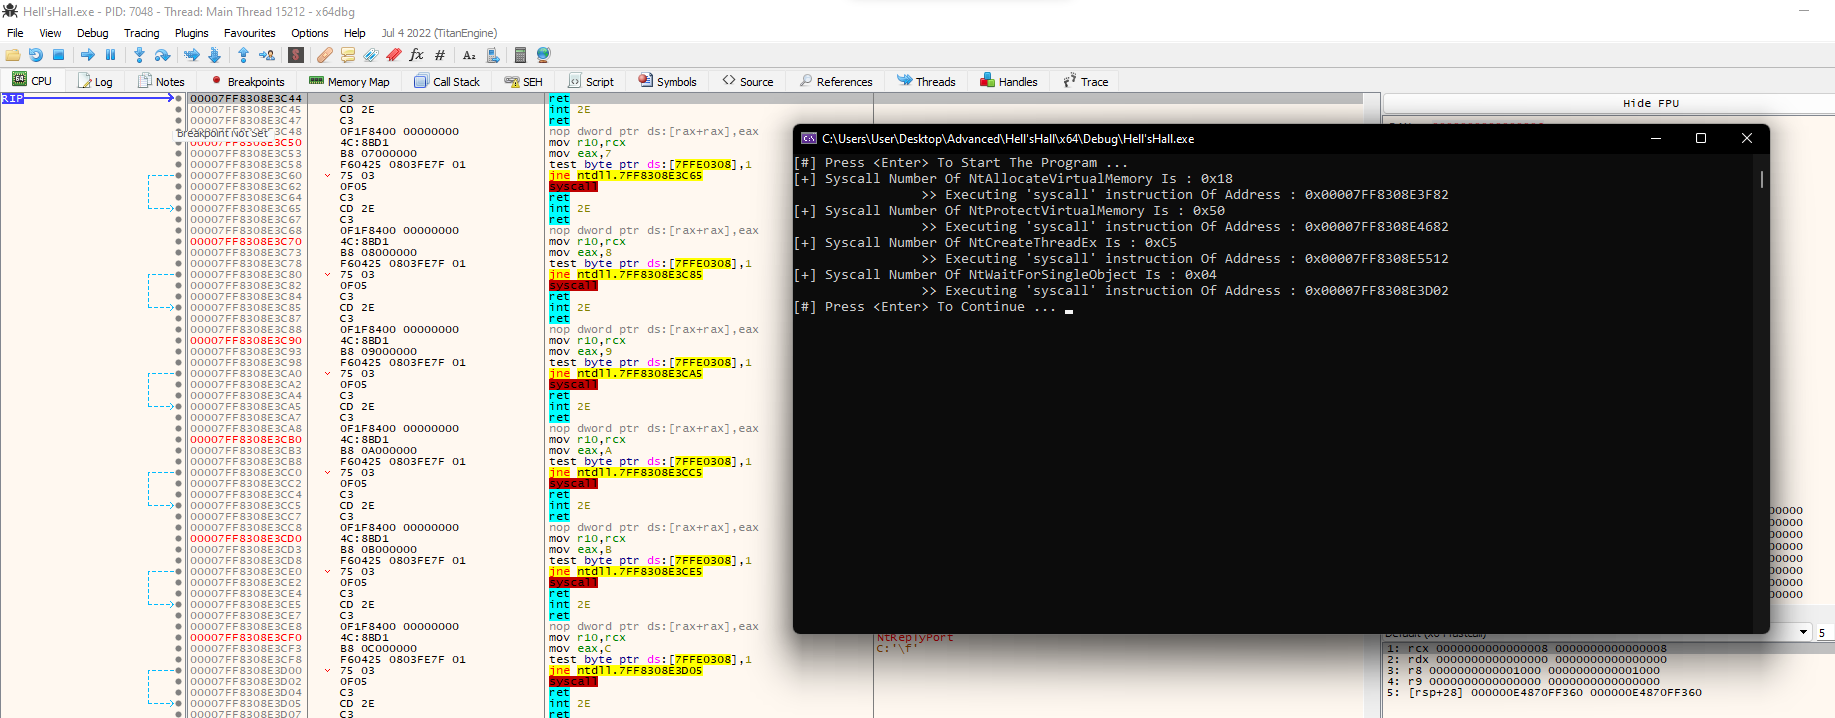 Hell'sHall.exe - PID: 7048 - Thread: Main Thread 15212 - x64dbg
File View Debug Tracing Plugins Favourites Options Help Jul 4 2022 (TitanEngine)
CPU Log Notes Breakpoints Memory Map Call Stack SEH Script Symbols Source References Threads Handles Trace
RIP
Breakpoint Not Set
00007FF8308E3C44 C3 ret
00007FF8308E3C45 CD 2E int 2E
00007FF8308E3C47 C3 ret
00007FF8308E3C48 0F1F8400 00000000 nop dword ptr ds:[rax+rax],eax
00007FF8308E3C50 4C:8BD1 mov r10,rcx
00007FF8308E3C53 B8 07000000 mov eax,7
00007FF8308E3C58 F60425 0803FE7F 01 test byte ptr ds:[7FFE0308],1
00007FF8308E3C60 75 03 jne ntdll.7FF8308E3C65
00007FF8308E3C62 0F05 syscall
00007FF8308E3C64 C3 ret
00007FF8308E3C65 CD 2E int 2E
00007FF8308E3C67 C3 ret
00007FF8308E3C68 0F1F8400 00000000 nop dword ptr ds:[rax+rax],eax
00007FF8308E3C70 4C:8BD1 mov r10,rcx
00007FF8308E3C73 B8 08000000 mov eax,8
00007FF8308E3C78 F60425 0803FE7F 01 test byte ptr ds:[7FFE0308],1
00007FF8308E3C80 75 03 jne ntdll.7FF8308E3C85
00007FF8308E3C82 0F05 syscall
00007FF8308E3C84 C3 ret
00007FF8308E3C85 CD 2E int 2E
00007FF8308E3C87 C3 ret
00007FF8308E3C88 0F1F8400 00000000 nop dword ptr ds:[rax+rax],eax
00007FF8308E3C90 4C:8BD1 mov r10,rcx
00007FF8308E3C93 B8 09000000 mov eax,9
00007FF8308E3C98 F60425 0803FE7F 01 test byte ptr ds:[7FFE0308],1
00007FF8308E3CA0 75 03 jne ntdll.7FF8308E3CA5
00007FF8308E3CA2 0F05 syscall
00007FF8308E3CA4 C3 ret
00007FF8308E3CA5 CD 2E int 2E
00007FF8308E3CA7 C3 ret
00007FF8308E3CA8 0F1F8400 00000000 nop dword ptr ds:[rax+rax],eax
00007FF8308E3CB0 4C:8BD1 mov r10,rcx
00007FF8308E3CB3 B8 0A000000 mov eax,A
00007FF8308E3CB8 F60425 0803FE7F 01 test byte ptr ds:[7FFE0308],1
00007FF8308E3CC0 75 03 jne ntdll.7FF8308E3CC5
00007FF8308E3CC2 0F05 syscall
00007FF8308E3CC4 C3 ret
00007FF8308E3CC5 CD 2E int 2E
00007FF8308E3CC7 C3 ret
00007FF8308E3CC8 0F1F8400 00000000 nop dword ptr ds:[rax+rax],eax
00007FF8308E3CD0 4C:8BD1 mov r10,rcx
00007FF8308E3CD3 B8 0B000000 mov eax,B
00007FF8308E3CD8 F60425 0803FE7F 01 test byte ptr ds:[7FFE0308],1
00007FF8308E3CE0 75 03 jne ntdll.7FF8308E3CE5
00007FF8308E3CE2 0F05 syscall
00007FF8308E3CE4 C3 ret
00007FF8308E3CE5 CD 2E int 2E
00007FF8308E3CE7 C3 ret
00007FF8308E3CE8 0F1F8400 00000000 nop dword ptr ds:[rax+rax],eax
00007FF8308E3CF0 4C:8BD1 mov r10,rcx NtReplyPort
00007FF8308E3CF3 B8 0C000000 mov eax,C C:'\f'
00007FF8308E3CF8 F60425 0803FE7F 01 test byte ptr ds:[7FFE0308],1
00007FF8308E3D00 75 03 jne ntdll.7FF8308E3D05
00007FF8308E3D02 0F05 syscall
00007FF8308E3D04 C3 ret
00007FF8308E3D05 CD 2E int 2E
00007FF8308E3D07 C3 ret
Hide FPU
C:\Users\User\Desktop\Advanced\Hell'sHall\x64\Debug\Hell'sHall.exe
[#] Press <Enter> To Start The Program ...
[+] Syscall Number Of NtAllocateVirtualMemory Is : 0x18
>> Executing 'syscall' instruction Of Address : 0x00007FF8308E3F82
[+] Syscall Number Of NtProtectVirtualMemory Is : 0x50
>> Executing 'syscall' instruction Of Address : 0x00007FF8308E4682
[+] Syscall Number Of NtCreateThreadEx Is : 0xC5
>> Executing 'syscall' instruction Of Address : 0x00007FF8308E5512
[+] Syscall Number Of NtWaitForSingleObject Is : 0x04
>> Executing 'syscall' instruction Of Address : 0x00007FF8308E3D02
[#] Press <Enter> To Continue ...
5
1: rcx 0000000000000008 0000000000000008
2: rdx 0000000000000000 0000000000000000
3: r8 0000000000001000 0000000000001000
4: r9 0000000000000000 0000000000000000
5: [rsp+28] 000000E4870FF360 000000E4870FF360